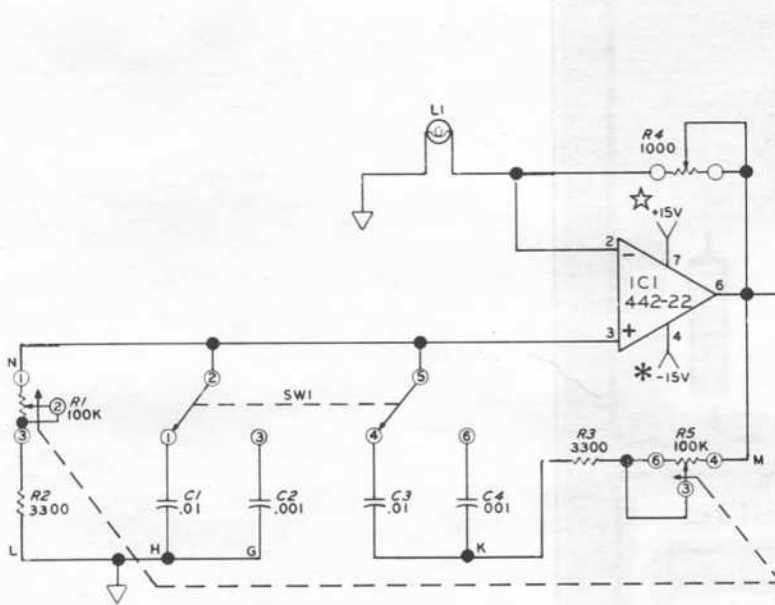 L1
R4
1000
+15V
2
7
−
IC1
442-22
6
3
+
4
* -15V
N
1
2
R1
100K
3
2
5
SW1
1
3
4
6
R3
3300
R5
100K
6
4
M
3
R2
3300
C1
.01
C2
.001
C3
.01
C4
001
L
H
G
K